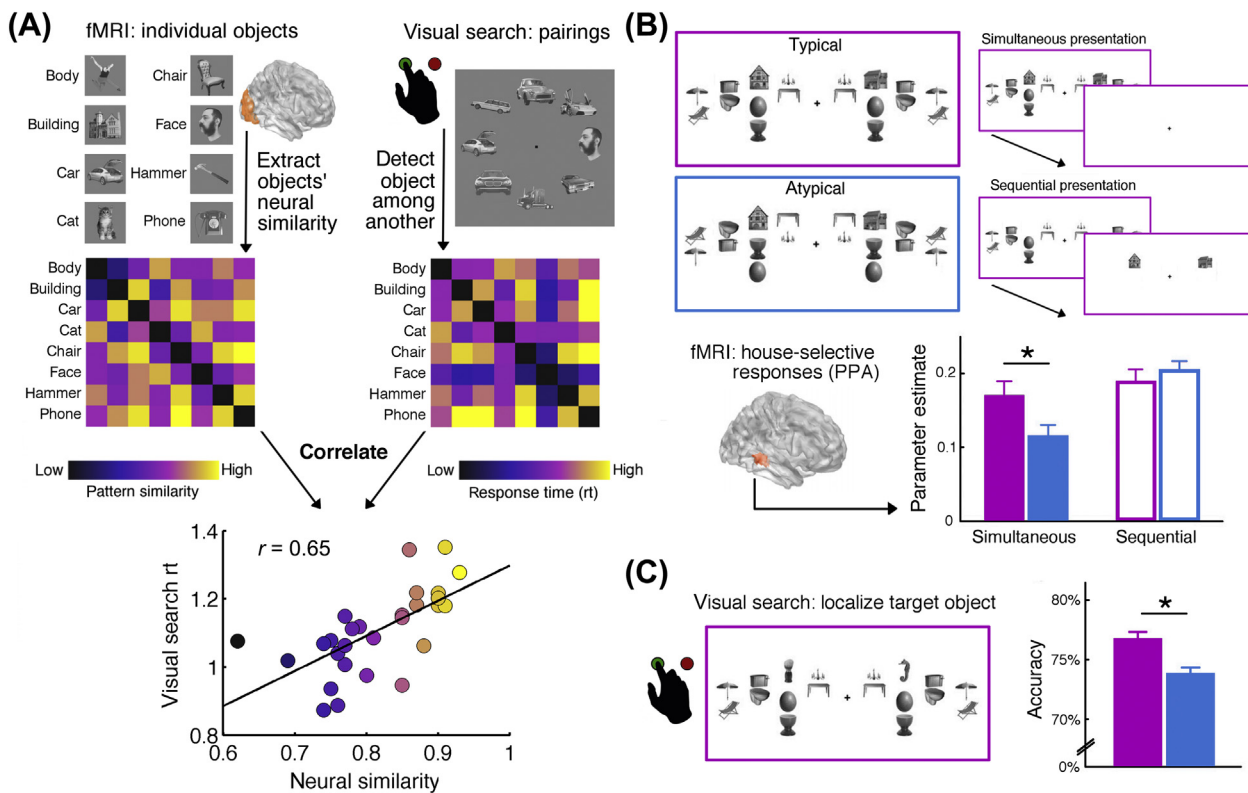 (A)
fMRI: individual objects
Body
Chair
Building
Face
Car
Hammer
Cat
Phone
Extract
objects'
neural
similarity
Visual search: pairings
Detect
object
among
another
Body
Building
Car
Cat
Chair
Face
Hammer
Phone
Body
Building
Car
Cat
Chair
Face
Hammer
Phone
Low
High
Pattern similarity
Correlate
Low
High
Response time (rt)
r = 0.65
Visual search rt
1.4
1.2
1
0.8
0.6
0.7
0.8
0.9
1
Neural similarity
(B)
Typical
Atypical
Simultaneous presentation
Sequential presentation
fMRI: house-selective
responses (PPA)
Parameter estimate
0.2
0.1
0
*
Simultaneous
Sequential
(C)
Visual search: localize target object
Accuracy
80%
75%
70%
0%
*